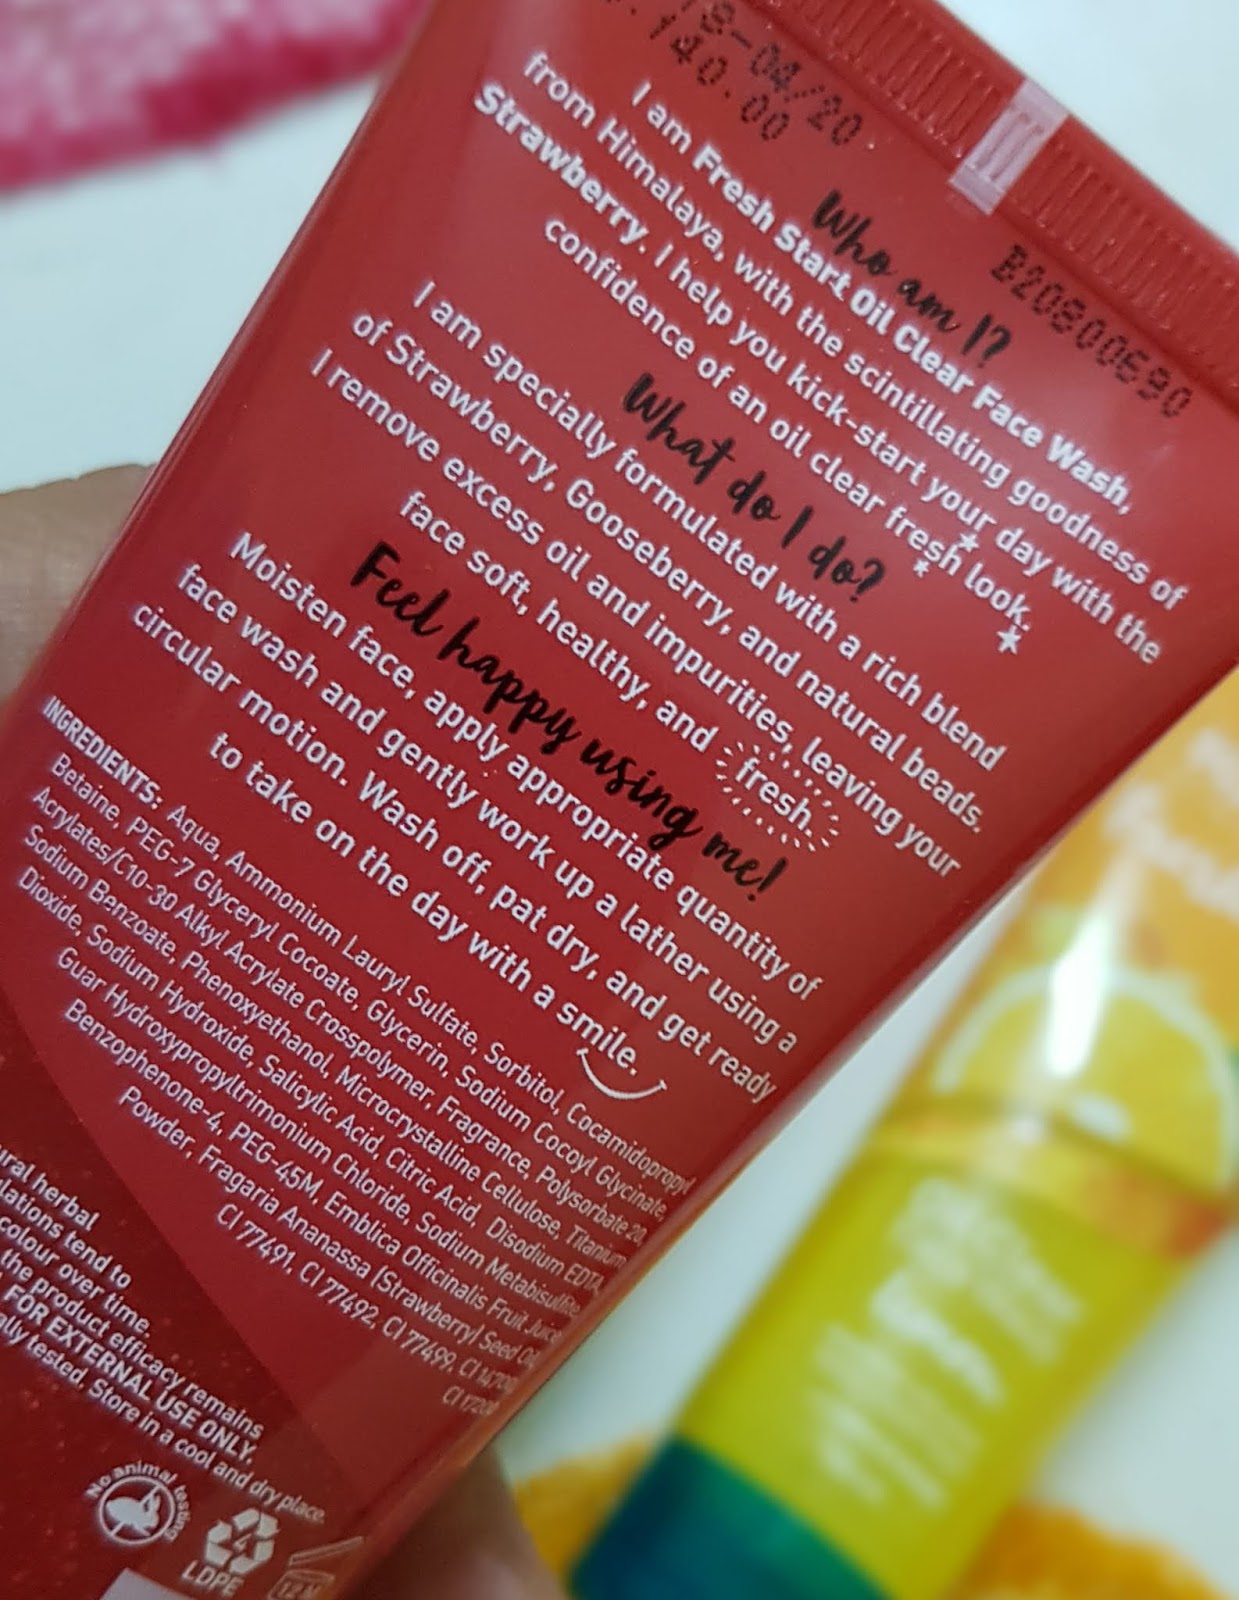 18-04/20
.140.00
B20800690
Who am I?
I am Fresh Start Oil Clear Face Wash,
from Himalaya, with the scintillating goodness of
Strawberry. I help you kick-start your day with the
confidence of an oil clear fresh look.
What do I do?
I am specially formulated with a rich blend
of Strawberry, Gooseberry, and natural beads.
I remove excess oil and impurities, leaving your
face soft, healthy, and fresh.
Feel happy using me!
Moisten face, apply appropriate quantity of
face wash and gently work up a lather using a
circular motion. Wash off, pat dry, and get ready
to take on the day with a smile.
INGREDIENTS: Aqua, Ammonium Lauryl Sulfate, Sorbitol, Cocamidopropyl
Betaine, PEG-7 Glyceryl Cocoate, Glycerin, Sodium Cocoyl Glycinate,
Acrylates/C10-30 Alkyl Acrylate Crosspolymer, Fragrance, Polysorbate 20,
Sodium Benzoate, Phenoxyethanol, Microcrystalline Cellulose, Titanium
Dioxide, Sodium Hydroxide, Salicylic Acid, Citric Acid, Disodium EDTA,
Guar Hydroxypropyltrimonium Chloride, Sodium Metabisulfite,
Benzophenone-4, PEG-45M, Emblica Officinalis Fruit Juice
Powder, Fragaria Ananassa (Strawberry) Seed Oil,
CI 77491, CI 77492, CI 77499, CI
CI
herbal
tend to
colour over time.
the product efficacy remains
FOR EXTERNAL USE ONLY.
tested. Store in a cool and dry place.
No animal testing
4
LDPE
12 M